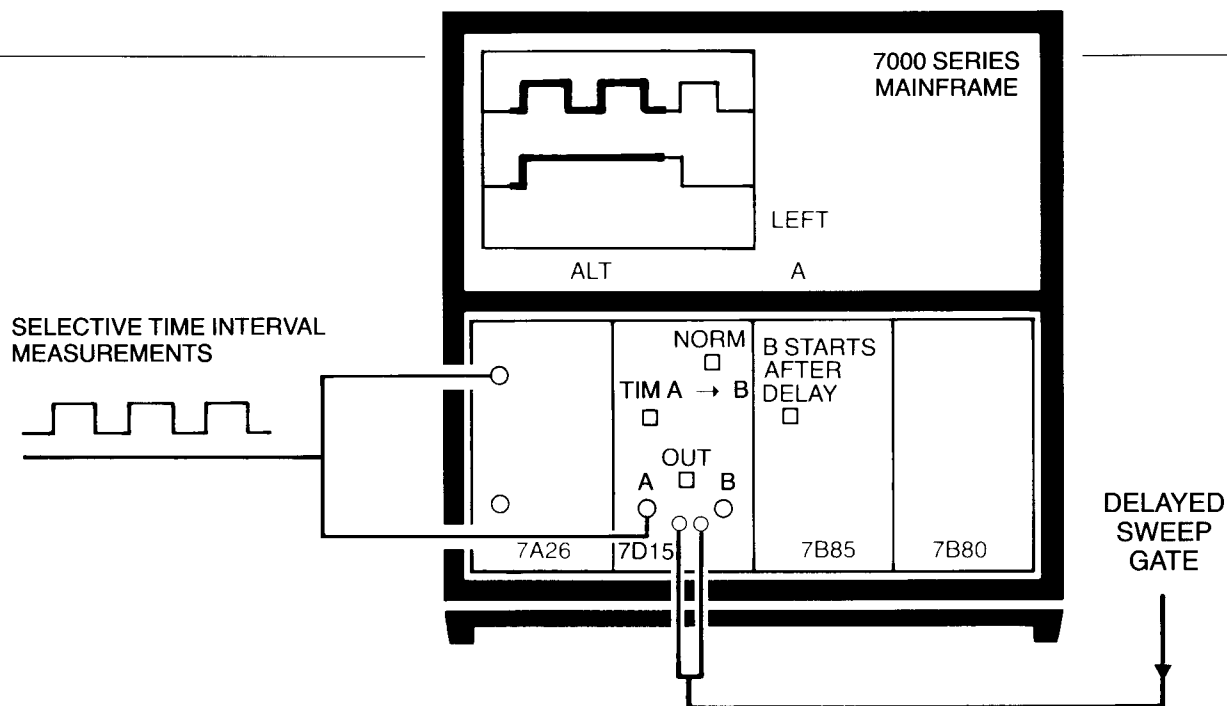 7000 SERIES
MAINFRAME
LEFT
ALT A
SELECTIVE TIME INTERVAL
MEASUREMENTS
NORM
TIM A → B
OUT
A B
B STARTS
AFTER
DELAY
7A26 7D15 7B85 7B80
DELAYED
SWEEP
GATE